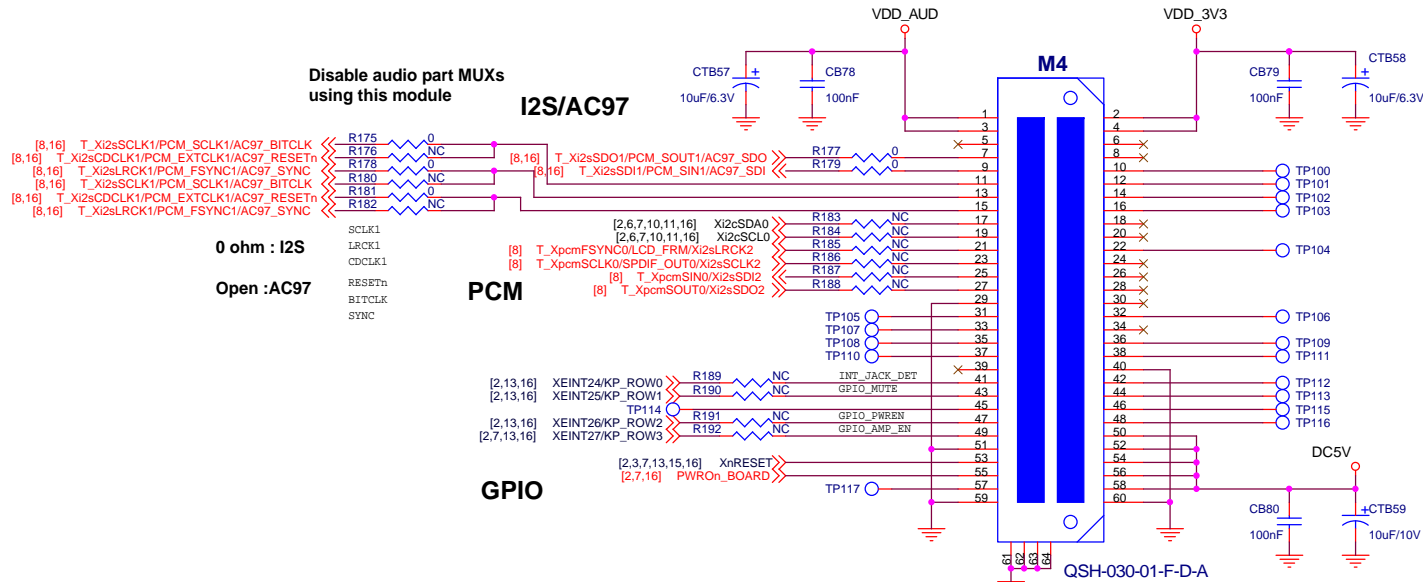 VDD_AUD
VDD_3V3
Disable audio part MUXs
using this module
I2S/AC97
CTB57
+
10uF/6.3V
CB78
100nF
M4
CB79
100nF
CTB58
+
10uF/6.3V
[8,16] T_Xi2sSCLK1/PCM_SCLK1/AC97_BITCLK R175 0
[8,16] T_Xi2sCDCLK1/PCM_EXTCLK1/AC97_RESETn R176 NC
[8,16] T_Xi2sLRCK1/PCM_FSYNC1/AC97_SYNC R178 0
[8,16] T_Xi2sSCLK1/PCM_SCLK1/AC97_BITCLK R180 NC
[8,16] T_Xi2sCDCLK1/PCM_EXTCLK1/AC97_RESETn R181 0
[8,16] T_Xi2sLRCK1/PCM_FSYNC1/AC97_SYNC R182 NC
[8,16] T_Xi2sSDO1/PCM_SOUT1/AC97_SDO R177 0
[8,16] T_Xi2sSDI1/PCM_SIN1/AC97_SDI R179 0
SCLK1
0 ohm : I2S
LRCK1
CDCLK1
Open :AC97
RESETn
BITCLK
SYNC
PCM
[2,6,7,10,11,16] Xi2cSDA0 R183 NC
[2,6,7,10,11,16] Xi2cSCL0 R184 NC
[8] T_XpcmFSYNC0/LCD_FRM/Xi2sLRCK2 R185 NC
[8] T_XpcmSCLK0/SPDIF_OUT0/Xi2sSCLK2 R186 NC
[8] T_XpcmSIN0/Xi2sSDI2 R187 NC
[8] T_XpcmSOUT0/Xi2sSDO2 R188 NC
TP105
TP107
TP108
TP110
[2,13,16] XEINT24/KP_ROW0 R189 NC INT_JACK_DET
[2,13,16] XEINT25/KP_ROW1 R190 NC GPIO_MUTE
TP114
[2,13,16] XEINT26/KP_ROW2 R191 NC GPIO_PWREN
[2,7,13,16] XEINT27/KP_ROW3 R192 NC GPIO_AMP_EN
[2,3,7,13,15,16] XnRESET
[2,7,16] PWROn_BOARD
GPIO
TP117
1 2
3 4
5 6
7 8
9 10 TP100
11 12 TP101
13 14 TP102
15 16 TP103
17 18
19 20
21 22 TP104
23 24
25 26
27 28
29 30
31 32 TP106
33 34
35 36 TP109
37 38 TP111
39 40
41 42 TP112
43 44 TP113
45 46 TP115
47 48 TP116
49 50
51 52
53 54
55 56
57 58
59 60
61 62 63 64
DC5V
CB80
100nF
CTB59
+
10uF/10V
QSH-030-01-F-D-A